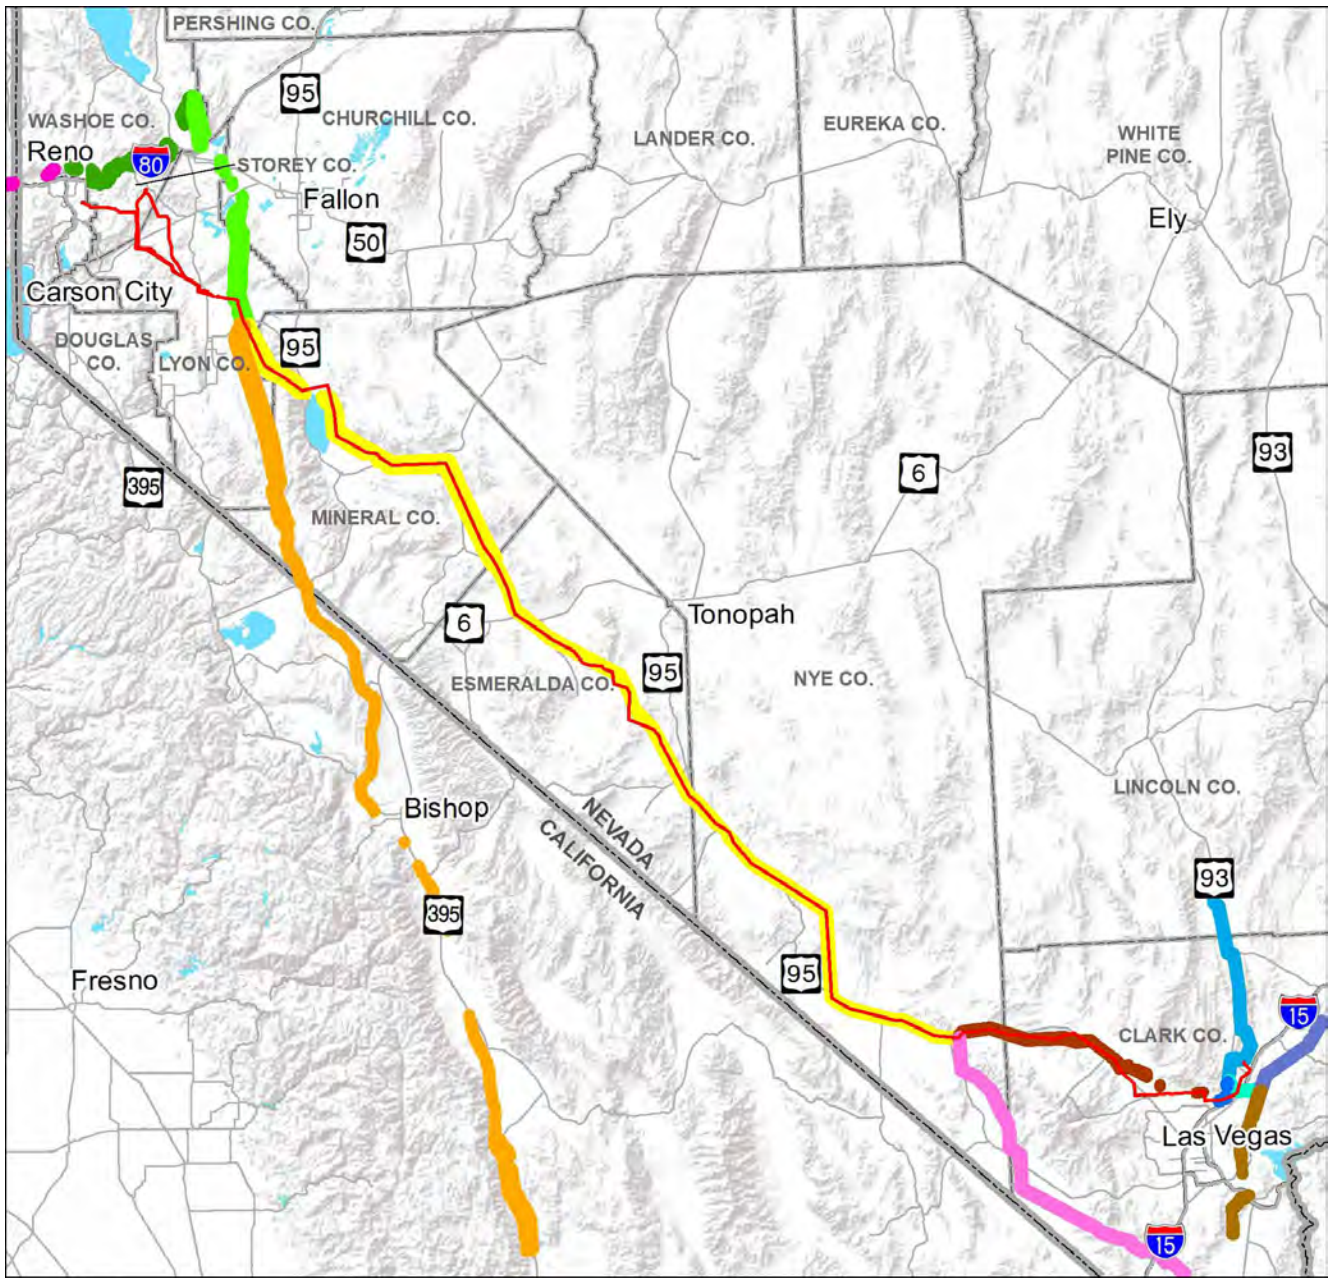 PERSHING CO.
95
CHURCHILL CO.
WASHOE CO.
LANDER CO.
EUREKA CO.
WHITE
PINE CO.
Reno
80
STOREY CO.
Fallon
Ely
50
Carson City
DOUGLAS
CO.
LYON CO.
95
93
6
395
MINERAL CO.
6
Tonopah
95
ESMERALDA CO.
NYE CO.
LINCOLN CO.
Bishop
NEVADA
CALIFORNIA
93
395
95
Fresno
15
CLARK CO.
Las Vegas
15